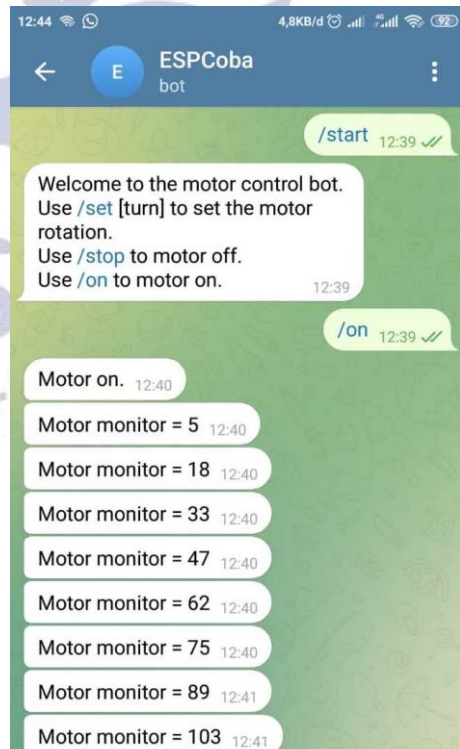 12:44 4,8KB/d 4G 92
E ESPCoba
bot
/start 12:39
Welcome to the motor control bot.
Use /set [turn] to set the motor
rotation.
Use /stop to motor off.
Use /on to motor on. 12:39
/on 12:39
Motor on. 12:40
Motor monitor = 5 12:40
Motor monitor = 18 12:40
Motor monitor = 33 12:40
Motor monitor = 47 12:40
Motor monitor = 62 12:40
Motor monitor = 75 12:40
Motor monitor = 89 12:41
Motor monitor = 103 12:41